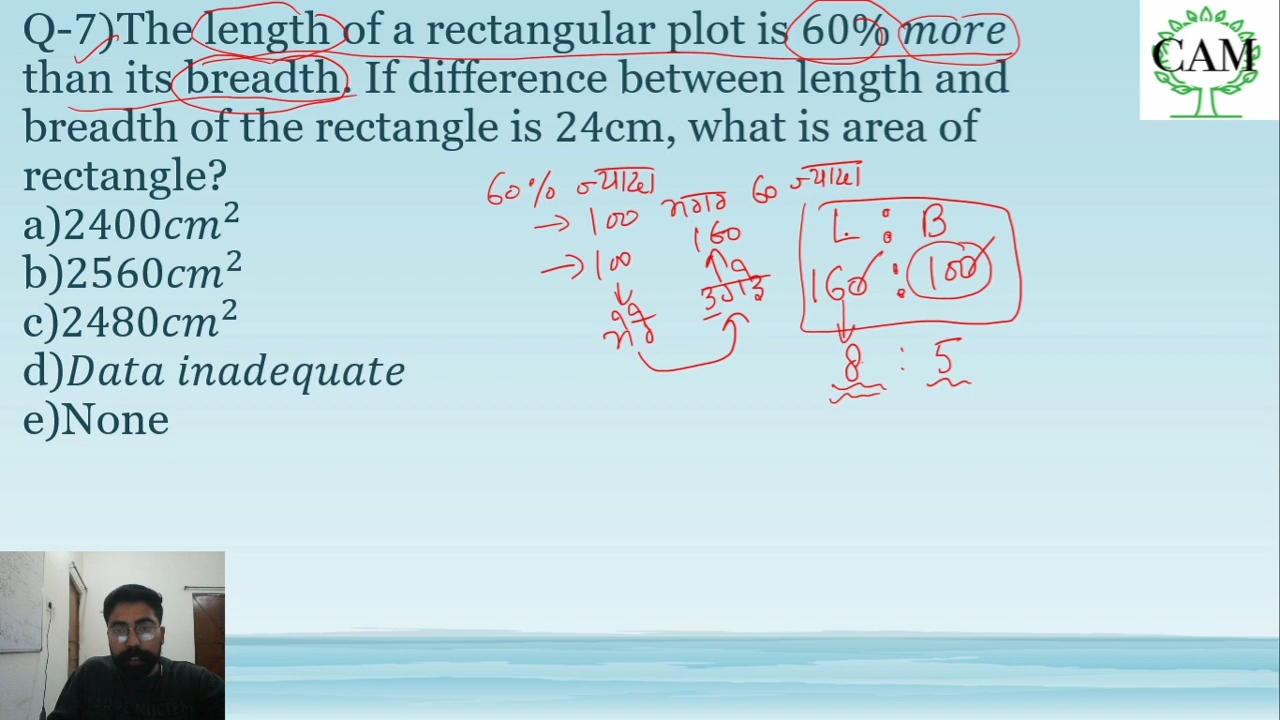 Q-7)The length of a rectangular plot is 60% more
than its breadth. If difference between length and
breadth of the rectangle is 24cm, what is area of
rectangle?
a)2400cm²
b)2560cm²
c)2480cm²
d)Data inadequate
e)None
60% ज्यादा
→ 100 मगर 60 ज्यादा
→ 100 160
L : B
160 : 100
8 : 5
CAM